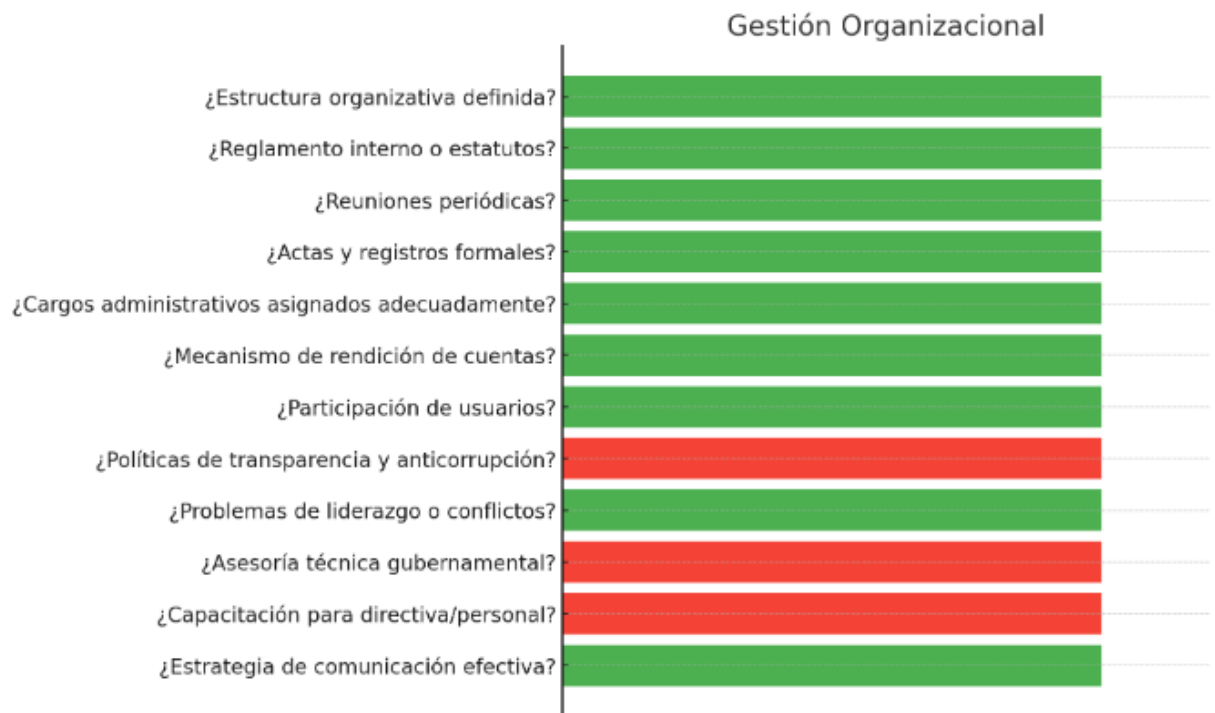 Gestión Organizacional
¿Estructura organizativa definida?
¿Reglamento interno o estatutos?
¿Reuniones periódicas?
¿Actas y registros formales?
¿Cargos administrativos asignados adecuadamente?
¿Mecanismo de rendición de cuentas?
¿Participación de usuarios?
¿Políticas de transparencia y anticorrupción?
¿Problemas de liderazgo o conflictos?
¿Asesoría técnica gubernamental?
¿Capacitación para directiva/personal?
¿Estrategia de comunicación efectiva?